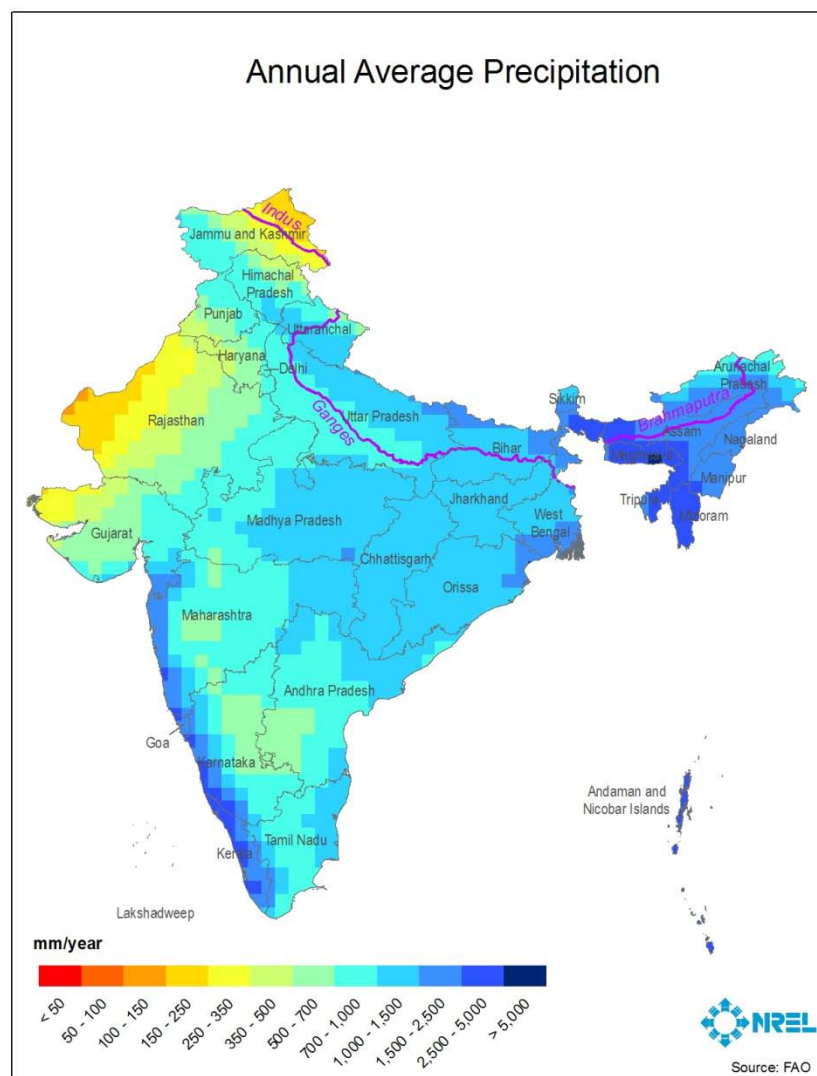 Annual Average Precipitation
Indus
Jammu and Kashmir
Himachal
Pradesh
Punjab
Uttaranchal
Haryana
Delhi
Rajasthan
Ganges
Uttar Pradesh
Bihar
Sikkim
Arunachal
Pradesh
Brahmaputra
Assam
Nagaland
Meghalaya
Manipur
Tripura
Mizoram
Gujarat
Madhya Pradesh
Jharkhand
West
Bengal
Chhattisgarh
Orissa
Maharashtra
Andhra Pradesh
Goa
Karnataka
Andaman and
Nicobar Islands
Tamil Nadu
Kerala
Lakshadweep
mm/year
< 50
50 - 100
100 - 150
150 - 250
250 - 350
350 - 500
500 - 700
700 - 1,000
1,000 - 1,500
1,500 - 2,500
2,500 - 5,000
> 5,000
NREL
Source: FAO